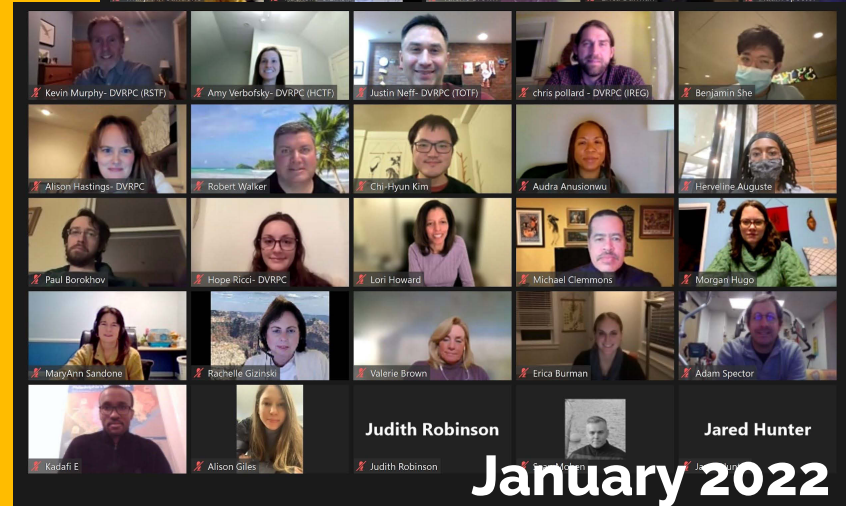 Kevin Murphy- DVRPC (RSTF)
Amy Verbofsky- DVRPC (HCTF)
Justin Neff- DVRPC (TOTF)
chris pollard - DVRPC (IREG)
Benjamin She
Alison Hastings- DVRPC
Robert Walker
Chi-Hyun Kim
Audra Anusionwu
Herveline Auguste
Paul Borokhov
Hope Ricci- DVRPC
Lori Howard
Michael Clemmons
Morgan Hugo
MaryAnn Sandone
Rachelle Gizinski
Valerie Brown
Erica Burman
Adam Spector
Kadafi E
Alison Giles
Judith Robinson
Judith Robinson
Jared Hunter
January 2022